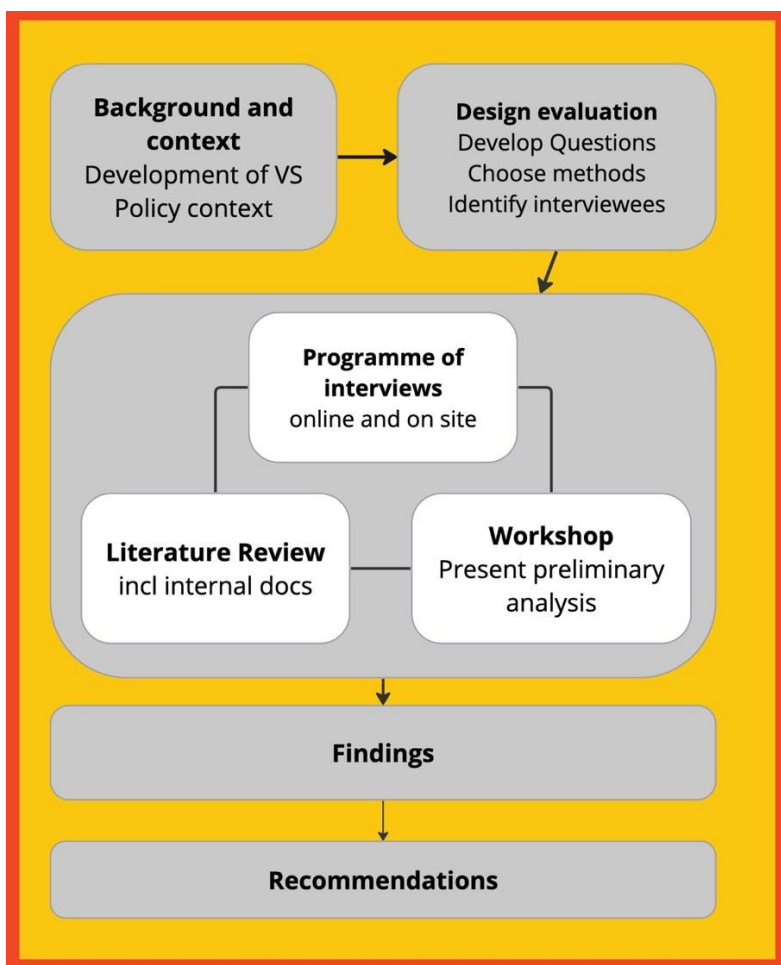 Background and
context
Development of VS
Policy context
Design evaluation
Develop Questions
Choose methods
Identify interviewees
Programme of
interviews
online and on site
Literature Review
incl internal docs
Workshop
Present preliminary
analysis
Findings
Recommendations